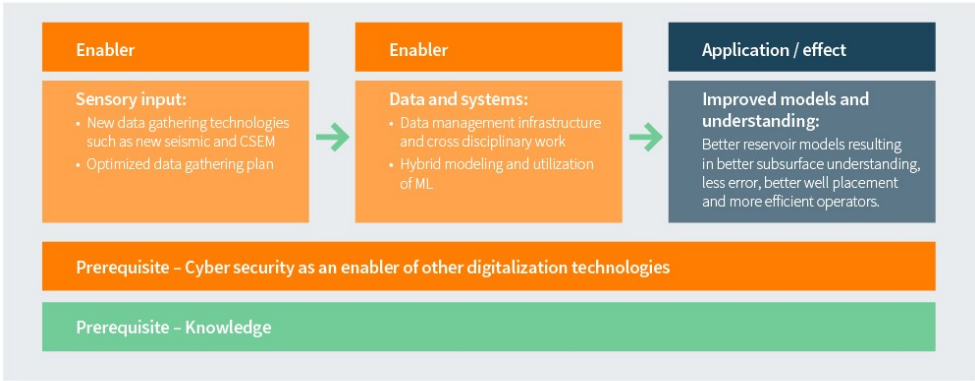 Enabler
Sensory input:
• New data gathering technologies
such as new seismic and CSEM
• Optimized data gathering plan
Enabler
Data and systems:
• Data management infrastructure
and cross disciplinary work
• Hybrid modeling and utilization
of ML
Application / effect
Improved models and
understanding:
Better reservoir models resulting
in better subsurface understanding,
less error, better well placement
and more efficient operators.
Prerequisite – Cyber security as an enabler of other digitalization technologies
Prerequisite – Knowledge